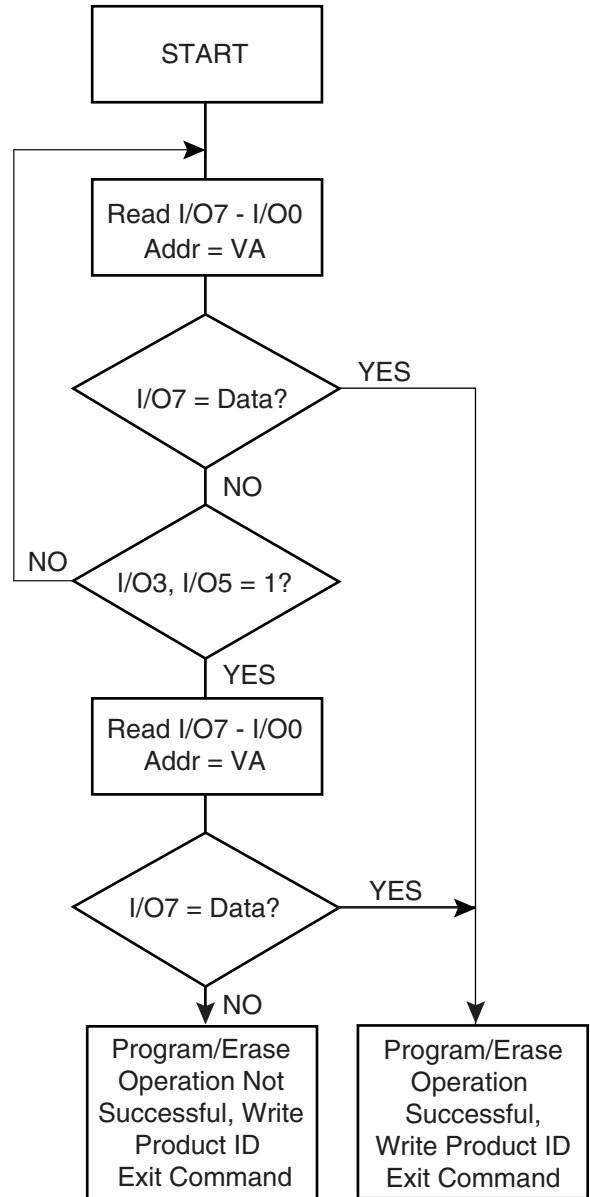 START
Read I/O7 - I/O0
Addr = VA
I/O7 = Data?
YES
NO
NO
I/O3, I/O5 = 1?
YES
Read I/O7 - I/O0
Addr = VA
I/O7 = Data?
YES
NO
Program/Erase
Operation Not
Successful, Write
Product ID
Exit Command
Program/Erase
Operation
Successful,
Write Product ID
Exit Command